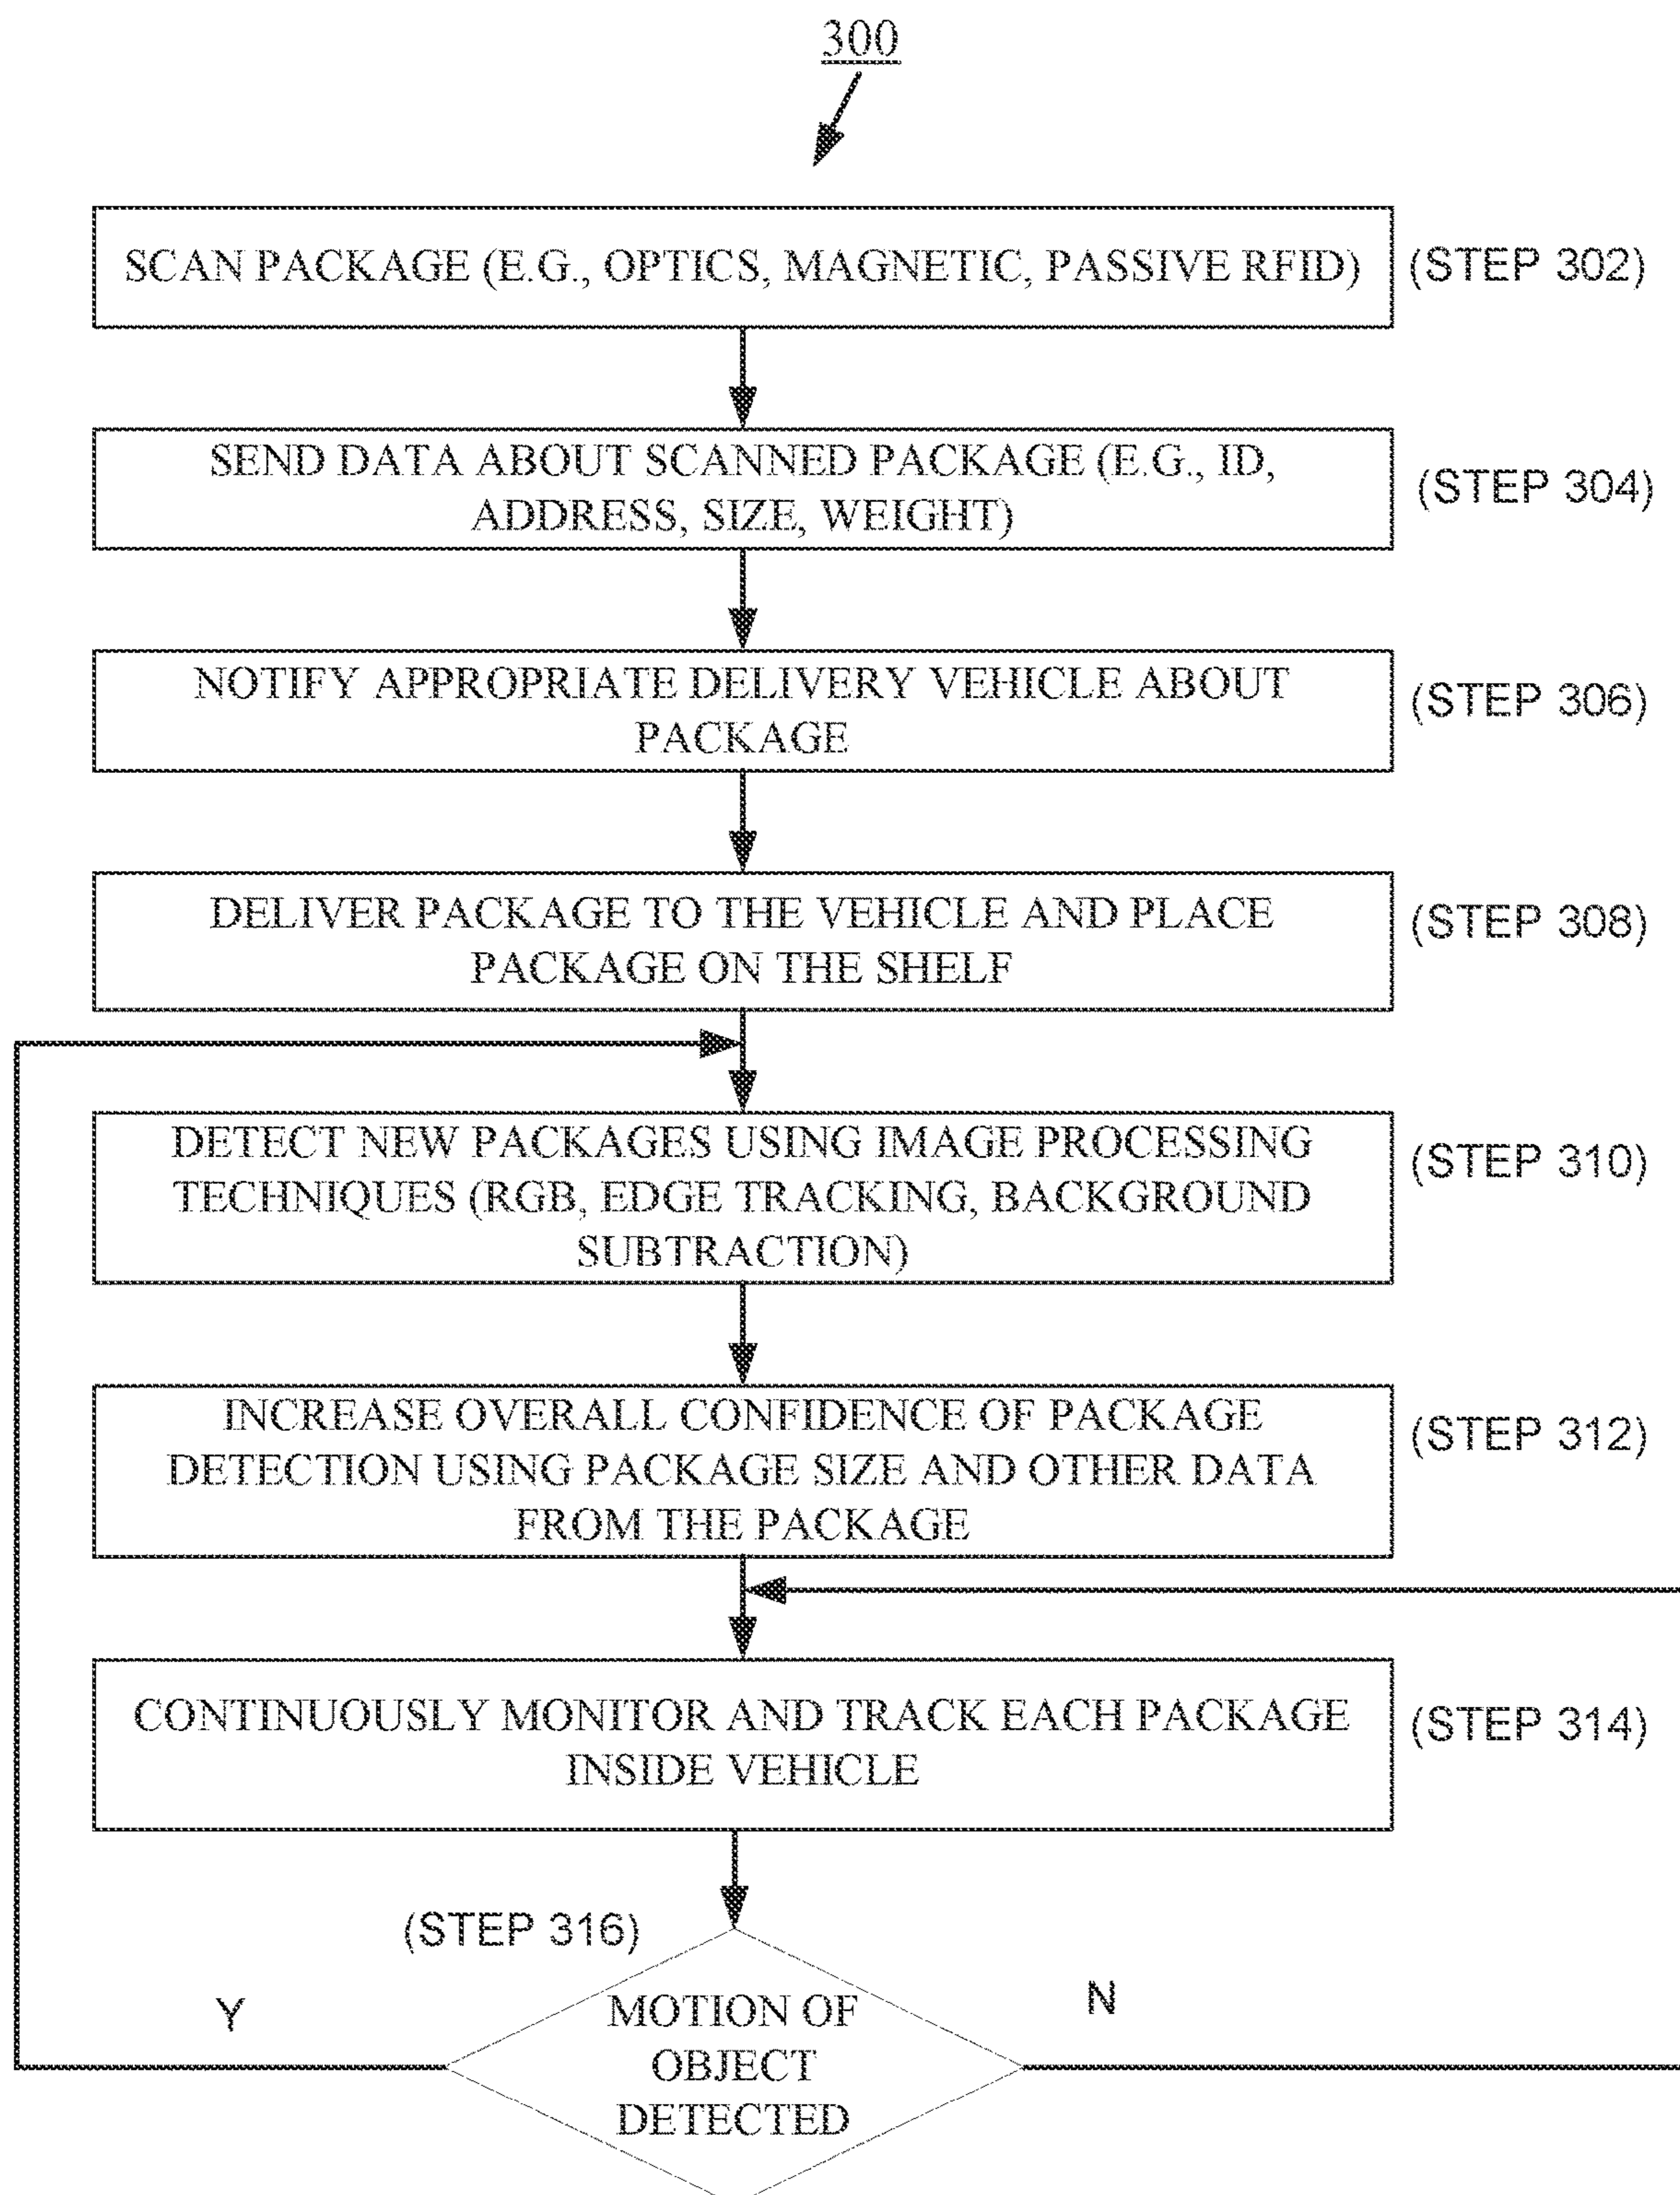 300
SCAN PACKAGE (E.G., OPTICS, MAGNETIC, PASSIVE RFID)
(STEP 302)
SEND DATA ABOUT SCANNED PACKAGE (E.G., ID,
ADDRESS, SIZE, WEIGHT)
(STEP 304)
NOTIFY APPROPRIATE DELIVERY VEHICLE ABOUT
PACKAGE
(STEP 306)
DELIVER PACKAGE TO THE VEHICLE AND PLACE
PACKAGE ON THE SHELF
(STEP 308)
DETECT NEW PACKAGES USING IMAGE PROCESSING
TECHNIQUES (RGB, EDGE TRACKING, BACKGROUND
SUBTRACTION)
(STEP 310)
INCREASE OVERALL CONFIDENCE OF PACKAGE
DETECTION USING PACKAGE SIZE AND OTHER DATA
FROM THE PACKAGE
(STEP 312)
CONTINUOUSLY MONITOR AND TRACK EACH PACKAGE
INSIDE VEHICLE
(STEP 314)
(STEP 316)
Y
MOTION OF
OBJECT
DETECTED
N